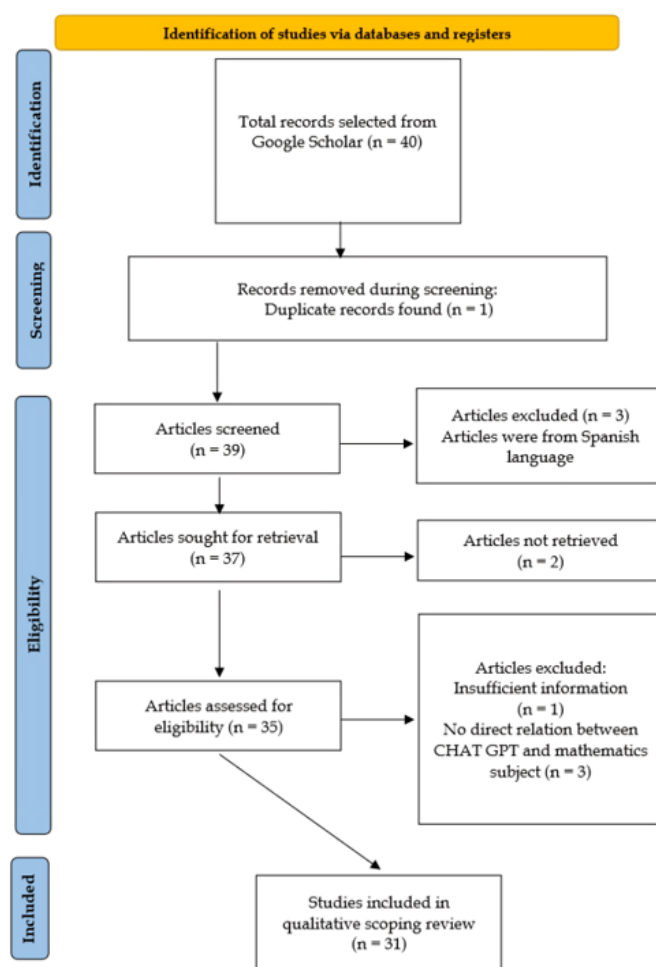 Identification of studies via databases and registers
Identification
Total records selected from
Google Scholar (n = 40)
Screening
Records removed during screening:
Duplicate records found (n = 1)
Eligibility
Articles screened
(n = 39)
Articles excluded (n = 3)
Articles were from Spanish
language
Articles sought for retrieval
(n = 37)
Articles not retrieved
(n = 2)
Articles assessed for
eligibility (n = 35)
Articles excluded:
Insufficient information
(n = 1)
No direct relation between
CHAT GPT and mathematics
subject (n = 3)
Included
Studies included in
qualitative scoping review
(n = 31)